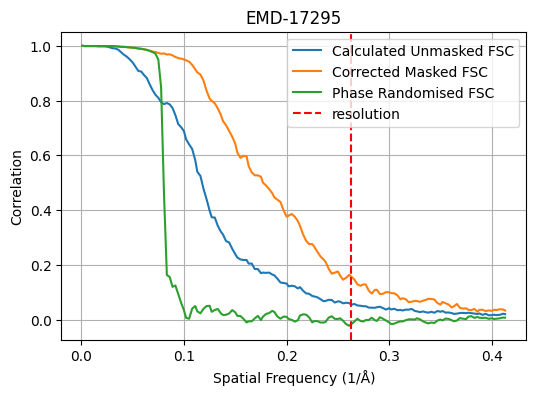 EMD-17295
Correlation
1.0
0.8
0.6
0.4
0.2
0.0
Calculated Unmasked FSC
Corrected Masked FSC
Phase Randomised FSC
resolution
0.0 0.1 0.2 0.3 0.4
Spatial Frequency (1/Å)